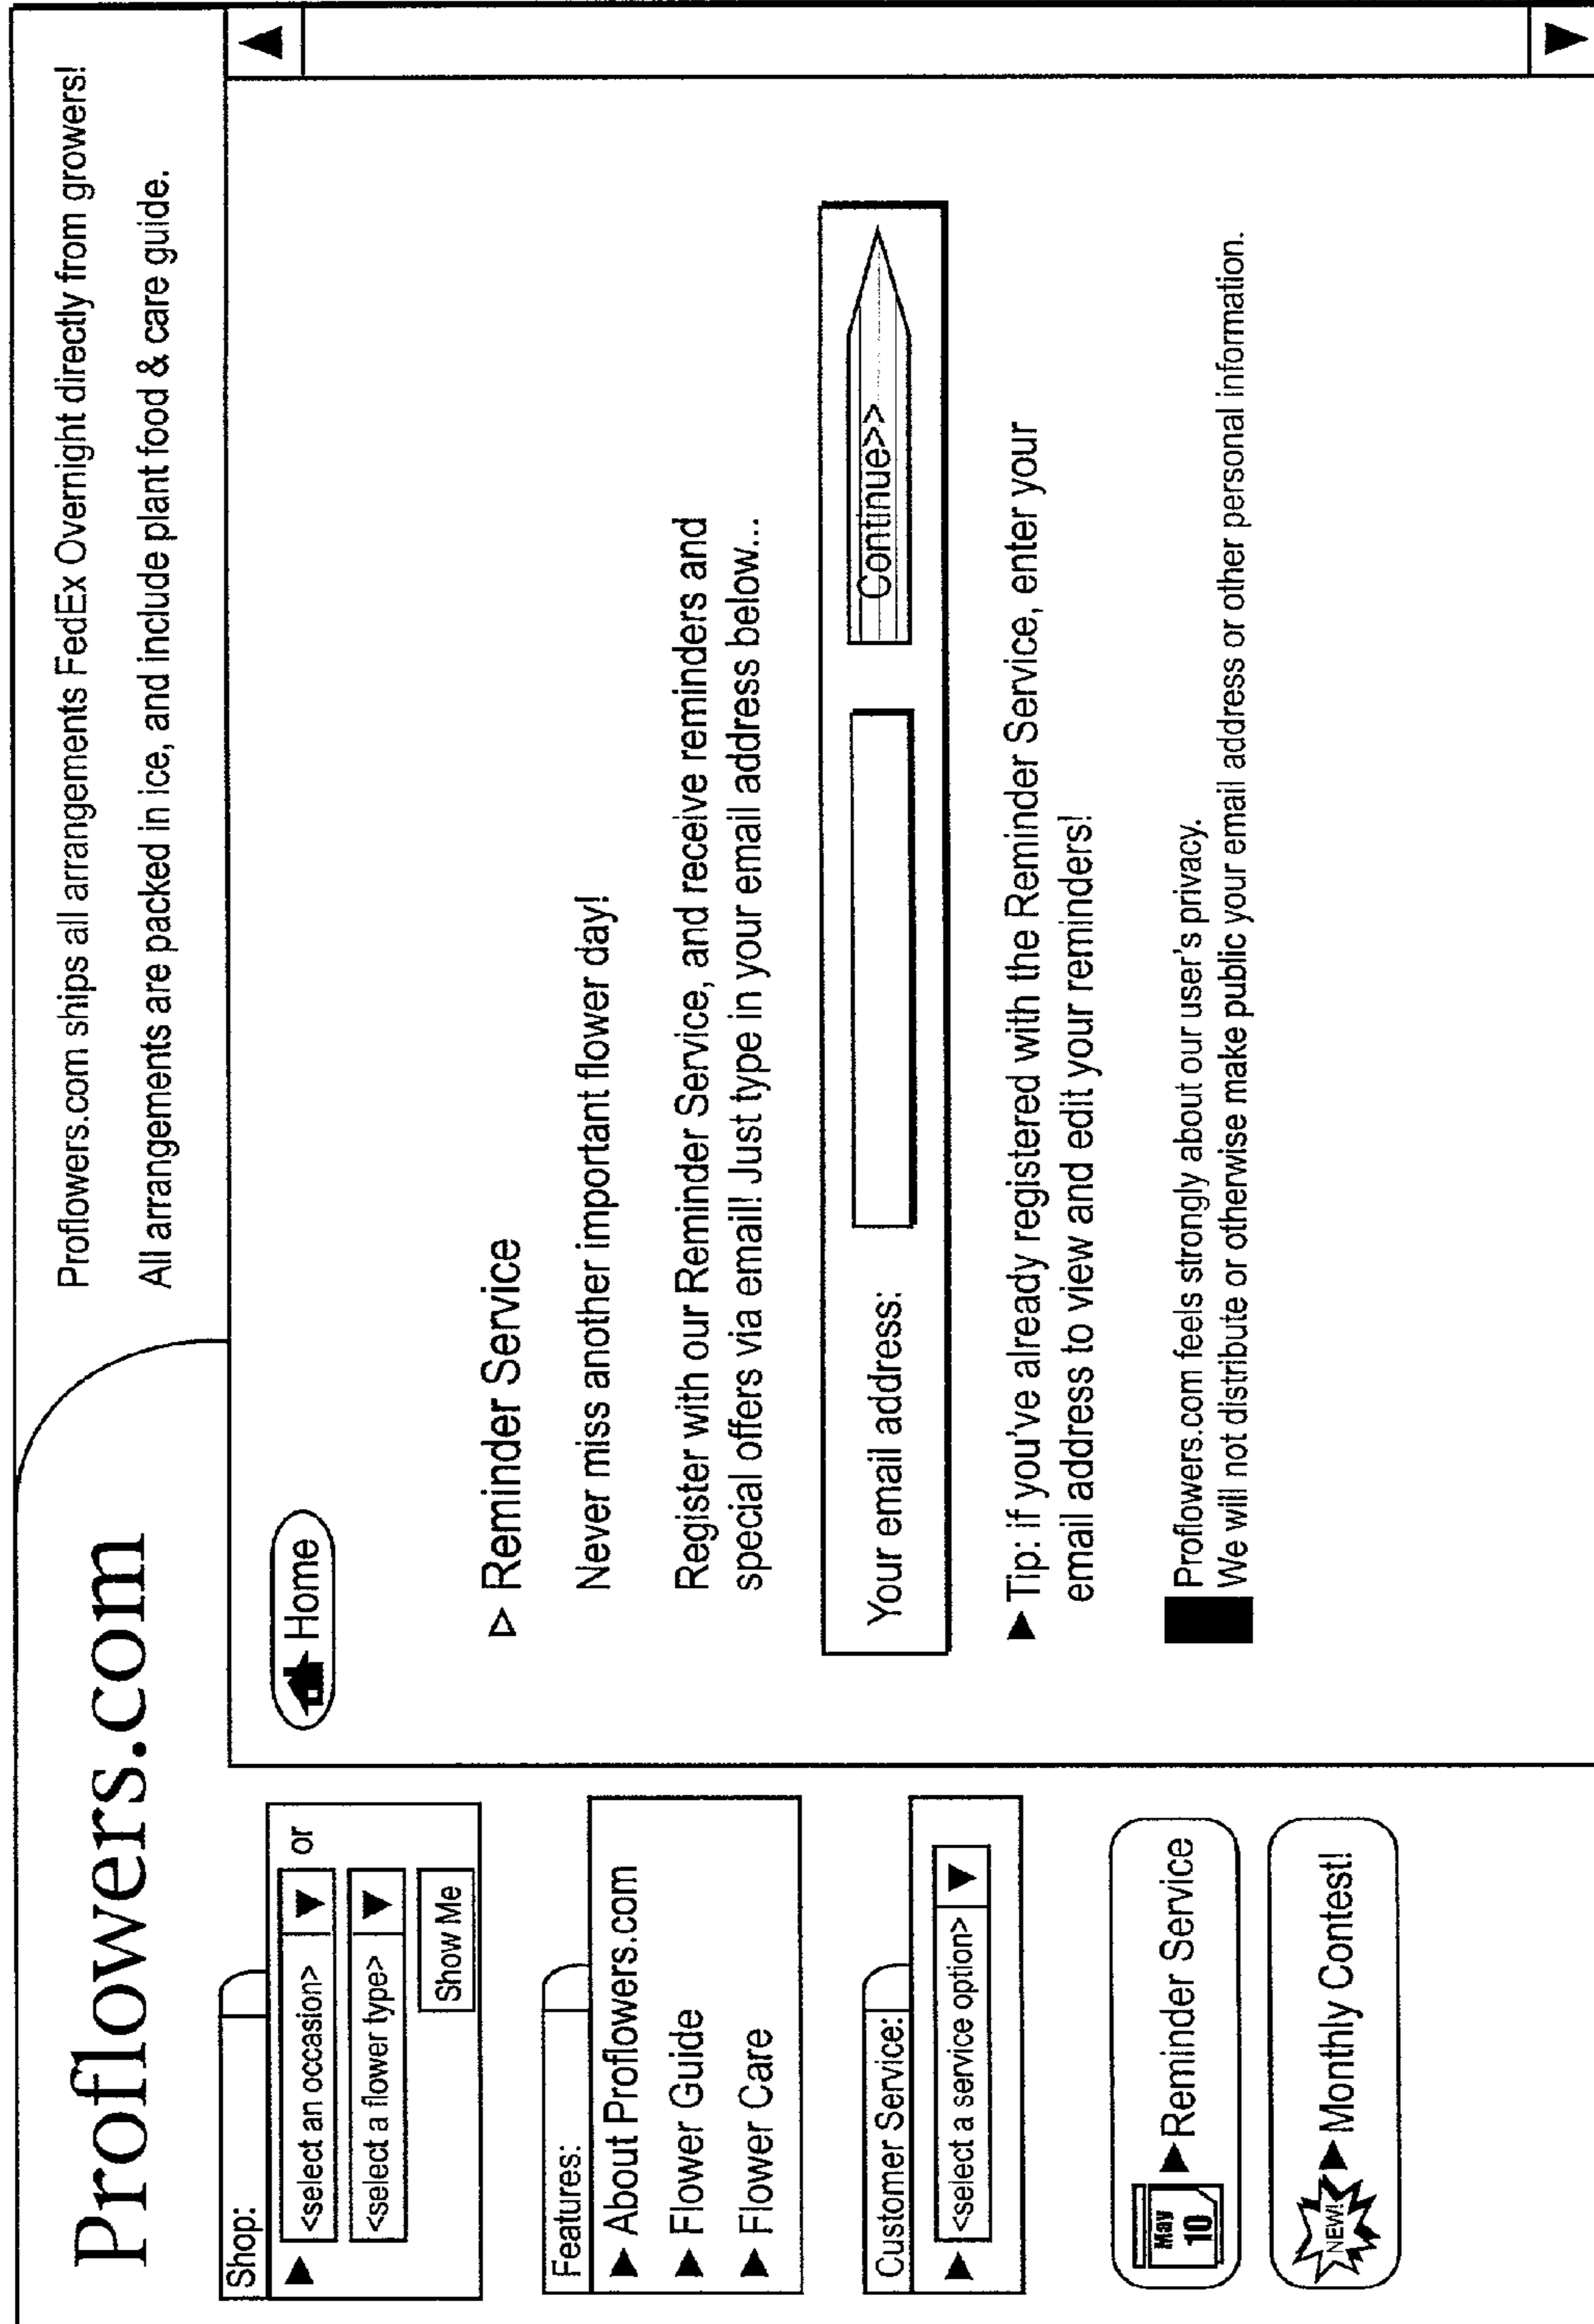 Proflowers.com
Proflowers.com ships all arrangements FedEx Overnight directly from growers!
All arrangements are packed in ice, and include plant food & care guide.
Shop:
<select an occasion> or
<select a flower type>
Show Me
Features:
About Proflowers.com
Flower Guide
Flower Care
Customer Service:
<select a service option>
May
10
Reminder Service
NEW!
Monthly Contest!
Home
Reminder Service
Never miss another important flower day!
Register with our Reminder Service, and receive reminders and
special offers via email! Just type in your email address below...
Your email address:
Continue>>
Tip: if you've already registered with the Reminder Service, enter your
email address to view and edit your reminders!
Proflowers.com feels strongly about our user's privacy.
We will not distribute or otherwise make public your email address or other personal information.